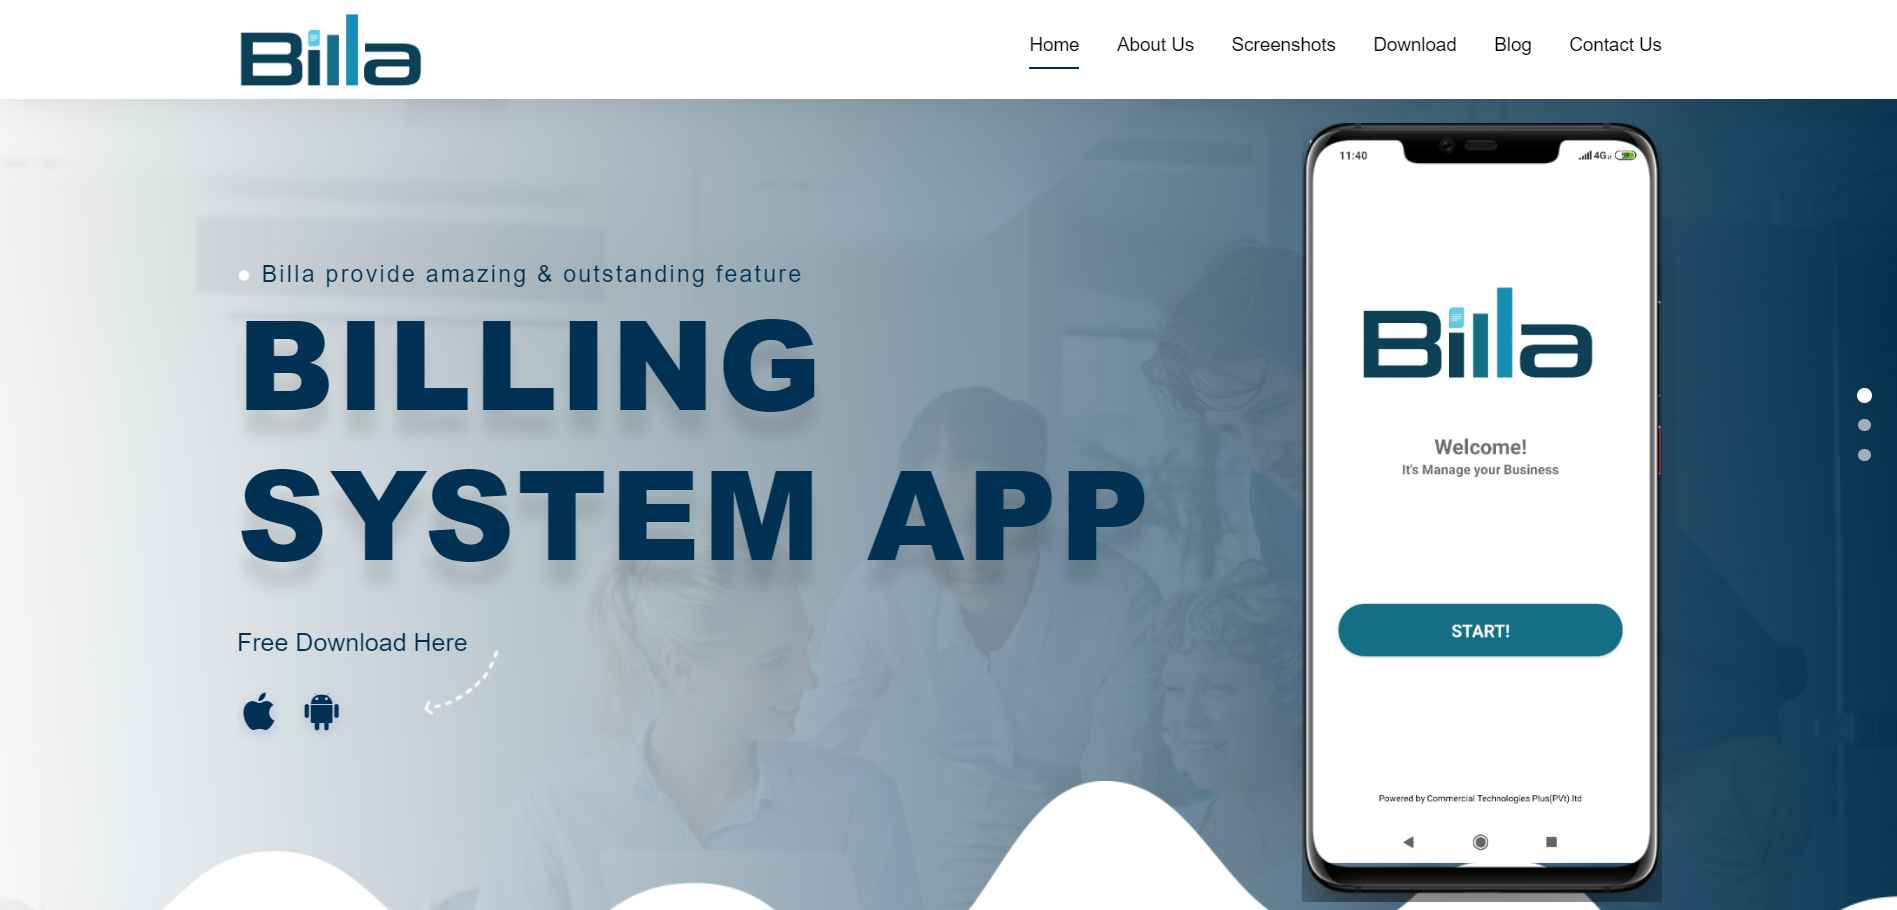 Billa
Home About Us Screenshots Download Blog Contact Us
Billa provide amazing & outstanding feature
BILLING
SYSTEM APP
Free Download Here
11:40 4G
Billa
Welcome!
It's Manage your Business
START!
Powered by Commercial Technologies Plus(PVt).ltd